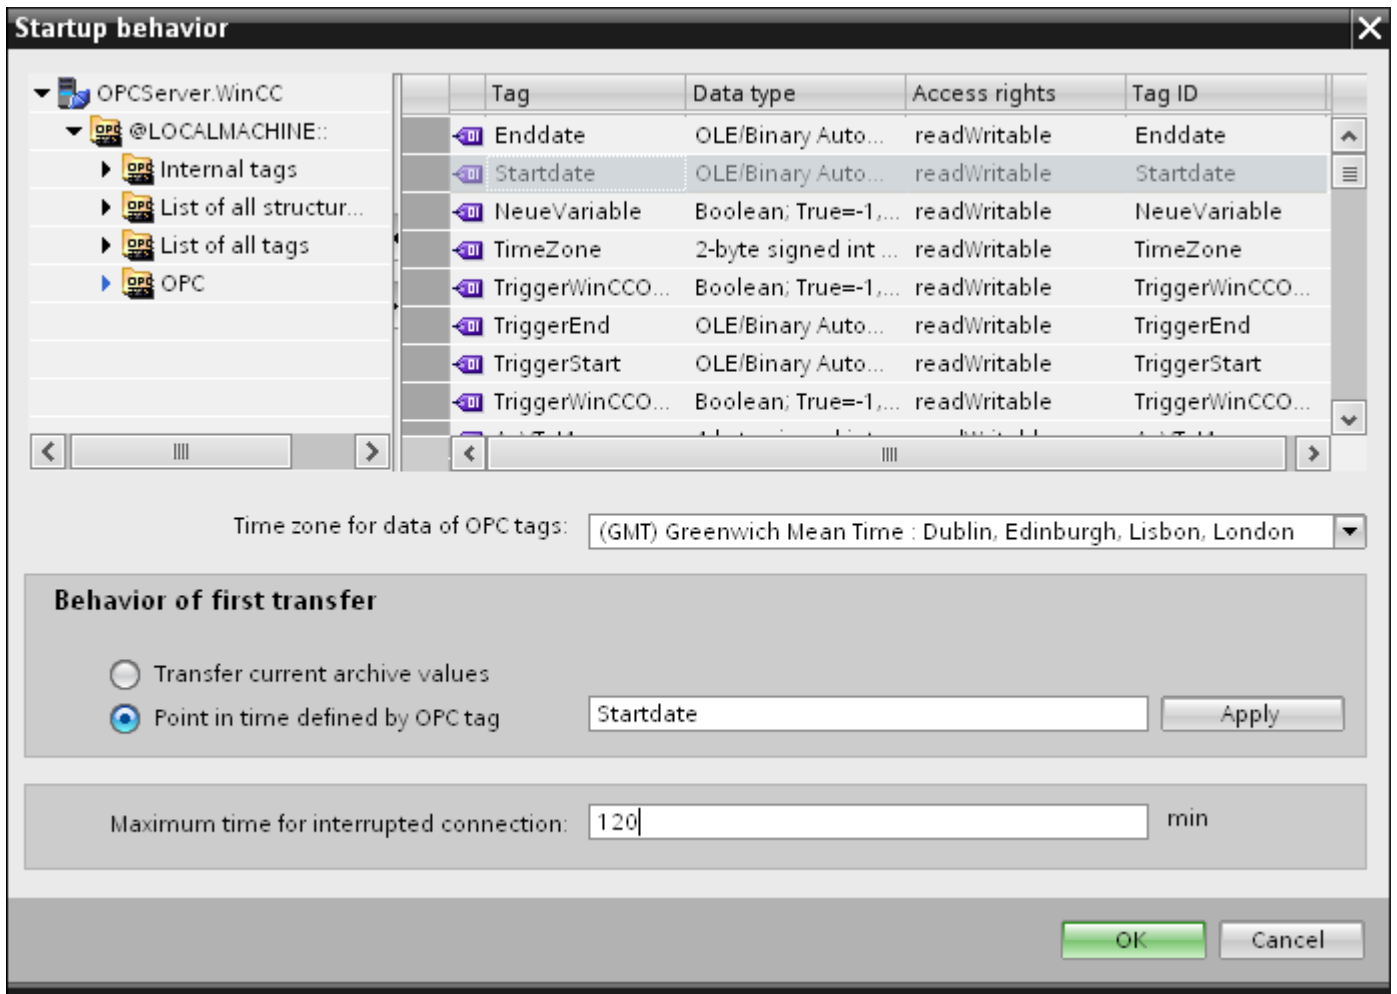 Startup behavior
OPCServer.WinCC
@LOCALMACHINE::
Internal tags
List of all structur...
List of all tags
OPC
Tag Data type Access rights Tag ID
Enddate OLE/Binary Auto... readWritable Enddate
Startdate OLE/Binary Auto... readWritable Startdate
NeueVariable Boolean; True=-1,... readWritable NeueVariable
TimeZone 2-byte signed int ... readWritable TimeZone
TriggerWinCCO... Boolean; True=-1,... readWritable TriggerWinCCO...
TriggerEnd OLE/Binary Auto... readWritable TriggerEnd
TriggerStart OLE/Binary Auto... readWritable TriggerStart
TriggerWinCCO... Boolean; True=-1,... readWritable TriggerWinCCO...
Time zone for data of OPC tags: (GMT) Greenwich Mean Time : Dublin, Edinburgh, Lisbon, London
Behavior of first transfer
Transfer current archive values
Point in time defined by OPC tag Startdate Apply
Maximum time for interrupted connection: 120 min
OK Cancel